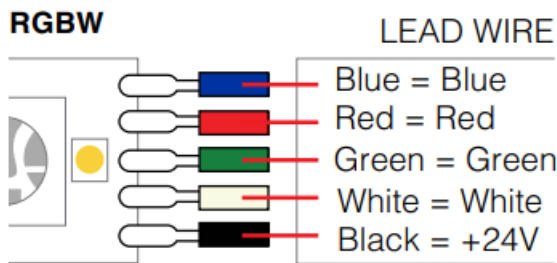 RGBW
LEAD WIRE
Blue = Blue
Red = Red
Green = Green
White = White
Black = +24V